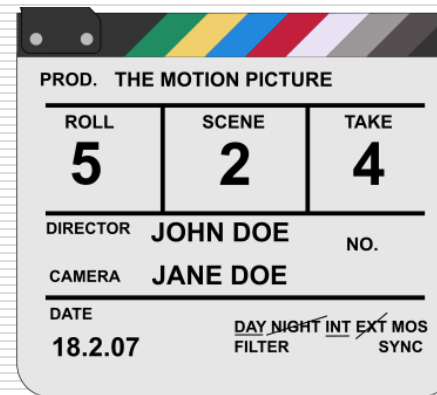 PROD. THE MOTION PICTURE
ROLL SCENE TAKE
5 2 4
DIRECTOR JOHN DOE NO.
CAMERA JANE DOE
DATE
18.2.07
DAY NIGHT INT EXT MOS
FILTER SYNC